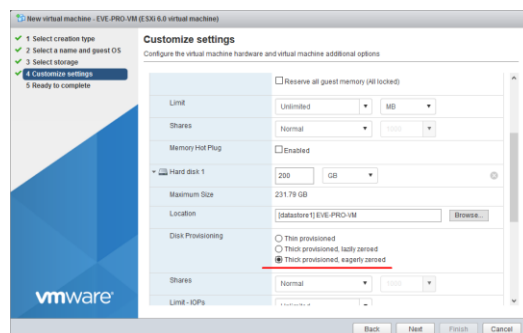 New virtual machine - EVE-PRO-VM (ESXi 6.0 virtual machine)
1 Select creation type
2 Select a name and guest OS
3 Select storage
4 Customize settings
5 Ready to complete
Customize settings
Configure the virtual machine hardware and virtual machine additional options
Reserve all guest memory (All locked)
Limit Unlimited MB
Shares Normal 1000
Memory Hot Plug Enabled
Hard disk 1 200 GB
Maximum Size 231.79 GB
Location [datastore1] EVE-PRO-VM Browse...
Disk Provisioning
Thin provisioned
Thick provisioned, lazily zeroed
Thick provisioned, eagerly zeroed
Shares Normal 1000
Limit - IOPs Unlimited
vmware
Back Next Finish Cancel